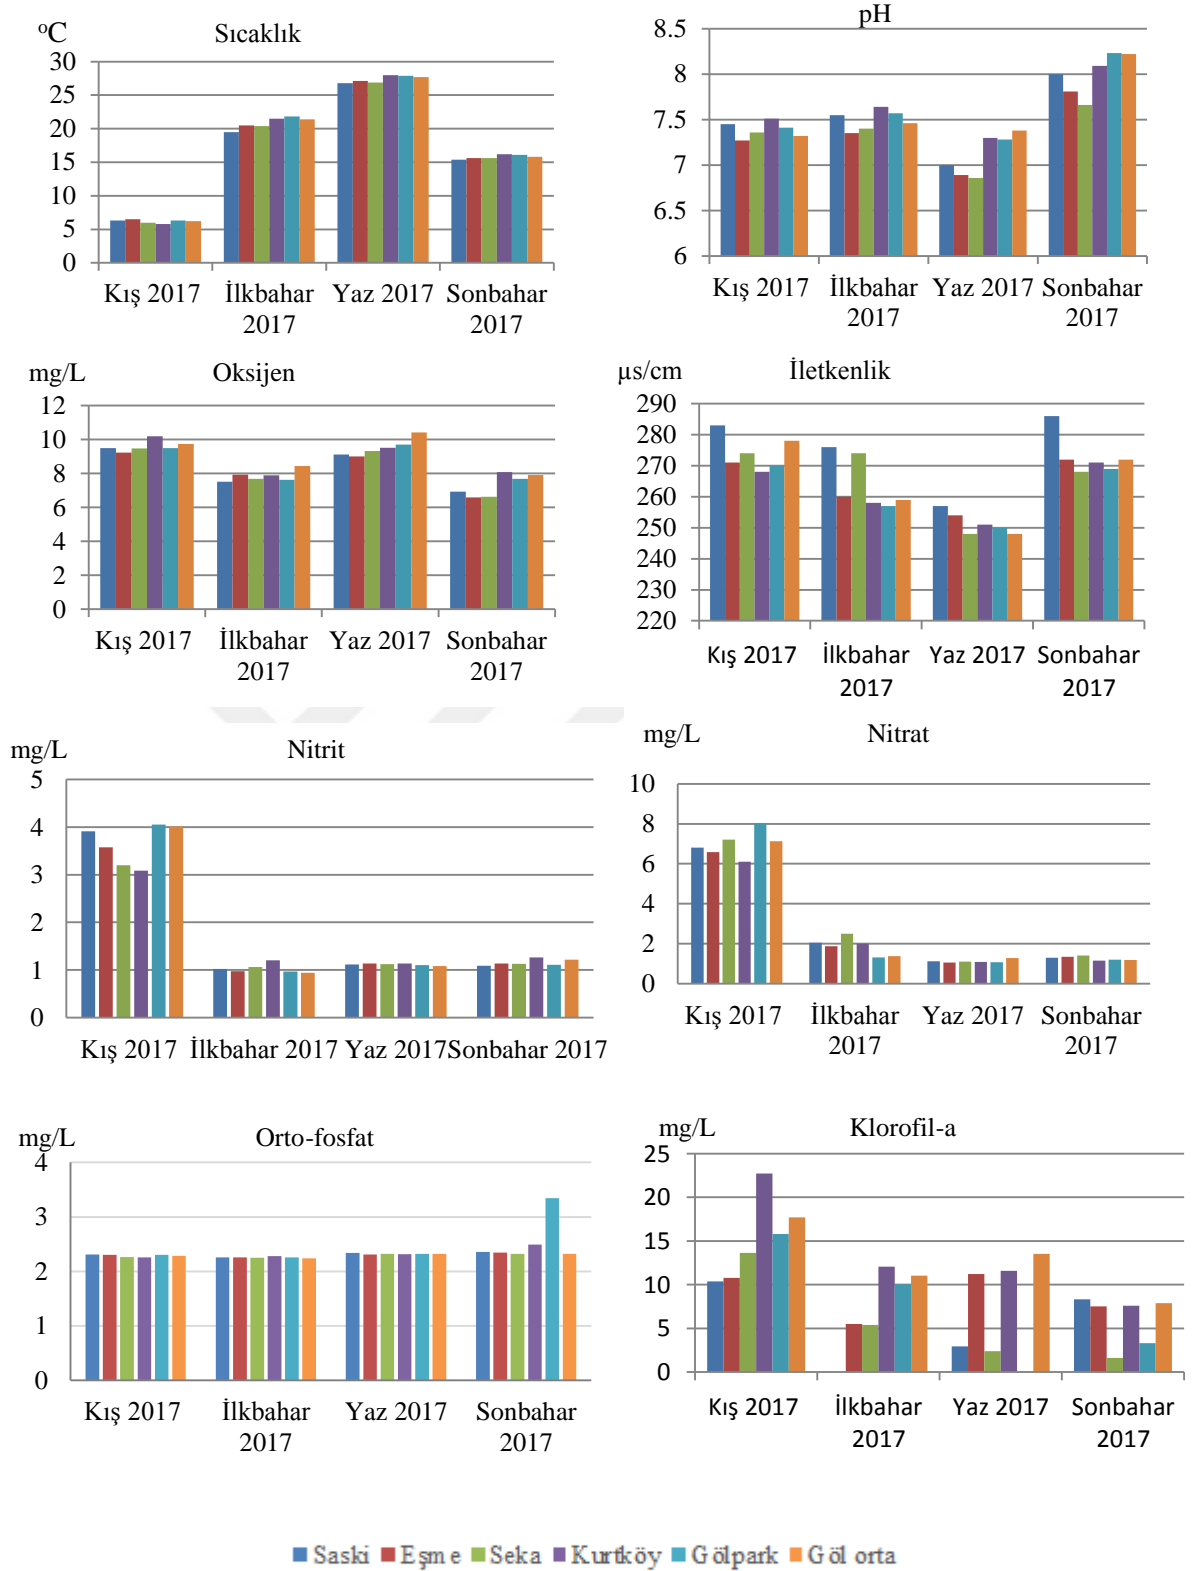 °C
Sıcaklık
30
25
20
15
10
5
0
Kış 2017
İlkbahar
2017
Yaz 2017
Sonbahar
2017
pH
8.5
8
7.5
7
6.5
6
Kış 2017
İlkbahar
2017
Yaz 2017
Sonbahar
2017
mg/L
Oksijen
12
10
8
6
4
2
0
Kış 2017
İlkbahar
2017
Yaz 2017
Sonbahar
2017
µs/cm
İletkenlik
290
280
270
260
250
240
230
220
Kış 2017
İlkbahar
2017
Yaz 2017
Sonbahar
2017
mg/L
Nitrit
5
4
3
2
1
0
Kış 2017
İlkbahar 2017
Yaz 2017
Sonbahar 2017
mg/L
Nitrat
10
8
6
4
2
0
Kış 2017
İlkbahar
2017
Yaz 2017
Sonbahar
2017
mg/L
Orto-fosfat
4
3
2
1
0
Kış 2017
İlkbahar
2017
Yaz 2017
Sonbahar
2017
mg/L
Klorofil-a
25
20
15
10
5
0
Kış 2017
İlkbahar
2017
Yaz 2017
Sonbahar
2017
Saski Eşme Seka Kurtköy Gölpark Göl orta